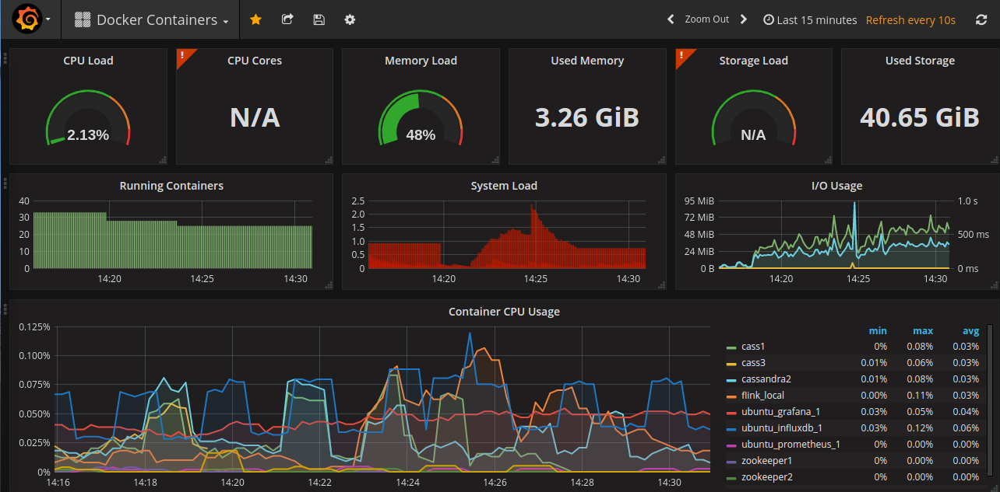 Docker Containers
Zoom Out
Last 15 minutes Refresh every 10s
CPU Load
! CPU Cores
Memory Load
Used Memory
! Storage Load
Used Storage
2.13%
N/A
48%
3.26 GiB
N/A
40.65 GiB
Running Containers
40
30
20
10
0
14:20 14:25 14:30
System Load
2.5
2.0
1.5
1.0
0.5
0
14:20 14:25 14:30
I/O Usage
95 MiB 1.0 s
72 MiB
48 MiB 500 ms
24 MiB
0 B 0 ms
14:20 14:25 14:30
Container CPU Usage
0.125%
0.100%
0.075%
0.050%
0.025%
0%
14:16 14:18 14:20 14:22 14:24 14:26 14:28 14:30
min max avg
cass1 0% 0.08% 0.03%
cass3 0.01% 0.06% 0.03%
cassandra2 0.01% 0.08% 0.03%
flink_local 0.00% 0.11% 0.03%
ubuntu_grafana_1 0.03% 0.05% 0.04%
ubuntu_influxdb_1 0.03% 0.12% 0.06%
ubuntu_prometheus_1 0% 0.00% 0.00%
zookeeper1 0% 0.00% 0.00%
zookeeper2 0% 0.00% 0.00%